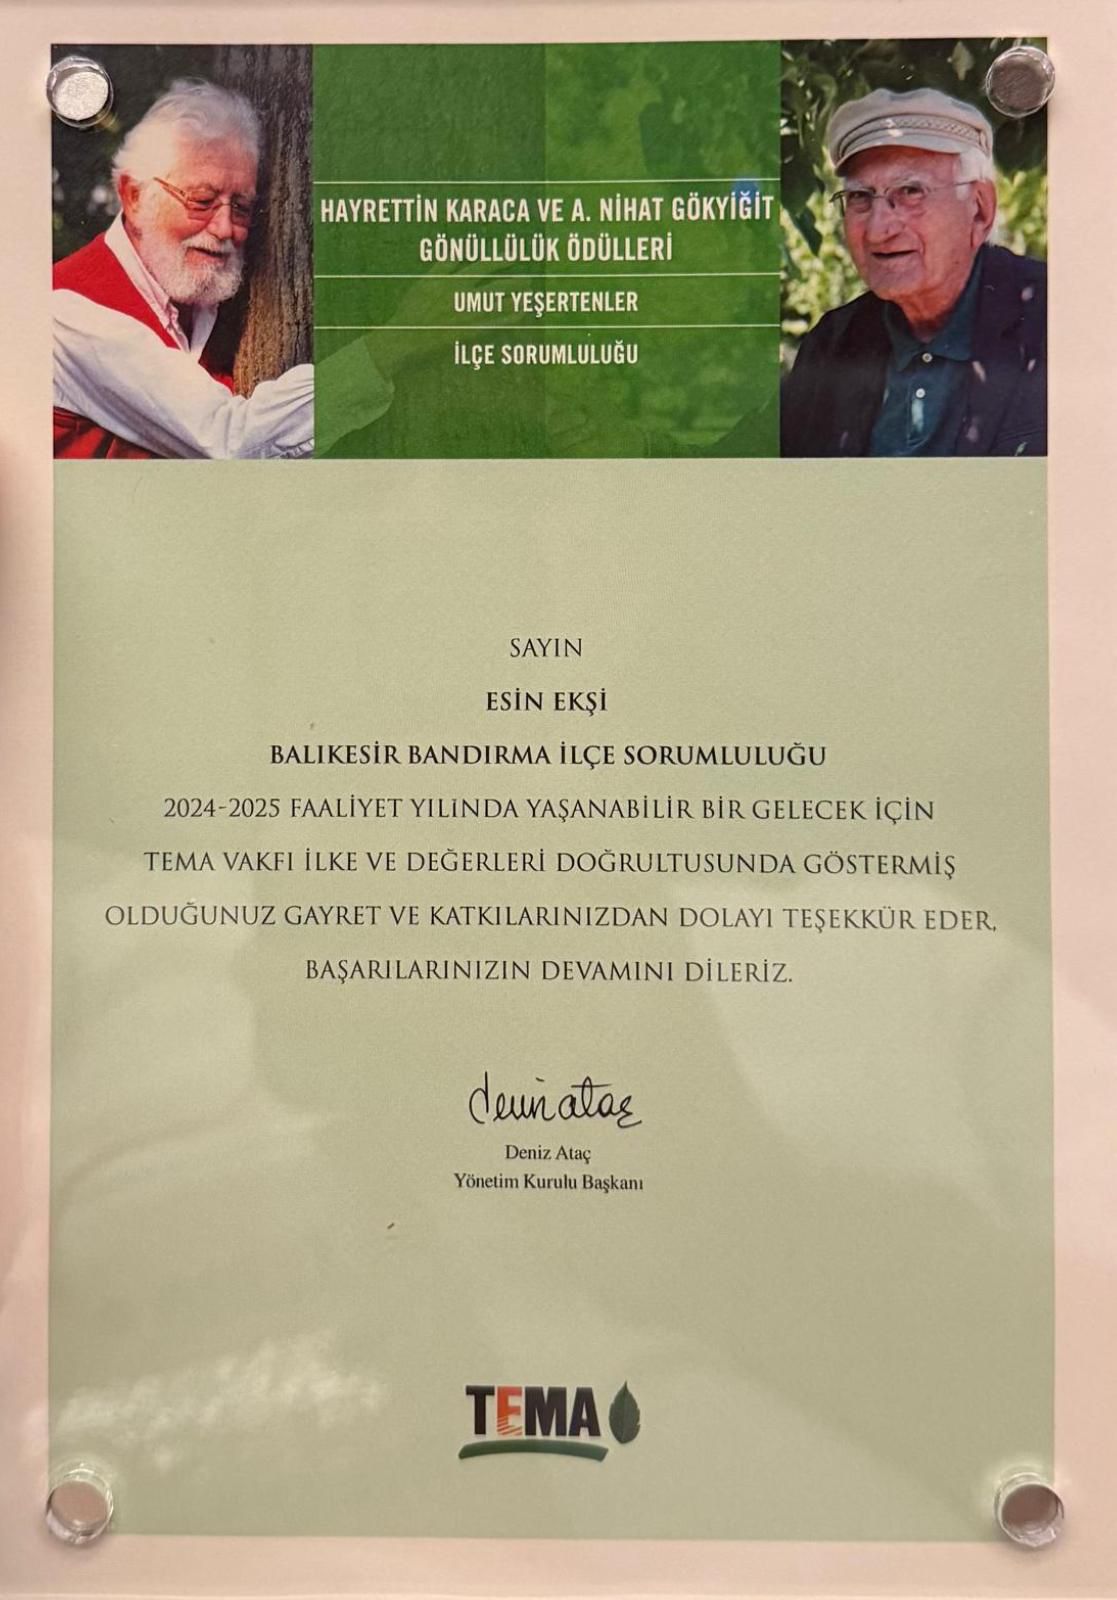 HAYRETTİN KARACA VE A. NİHAT GÖKYİĞİT
GÖNÜLLÜLÜK ÖDÜLLERİ
UMUT YEŞERTENLER
İLÇE SORUMLULUĞU
SAYIN
ESİN EKŞİ
BALIKESİR BANDIRMA İLÇE SORUMLULUĞU
2024-2025 FAALİYET YILINDA YAŞANABİLİR BİR GELECEK İÇİN
TEMA VAKFI İLKE VE DEĞERLERİ DOĞRULTUSUNDA GÖSTERMİŞ
OLDUĞUNUZ GAYRET VE KATKILARINIZDAN DOLAYI TEŞEKKÜR EDER,
BAŞARILARINIZIN DEVAMINI DİLERİZ.
deniz ataç
Deniz Ataç
Yönetim Kurulu Başkanı
TEMA